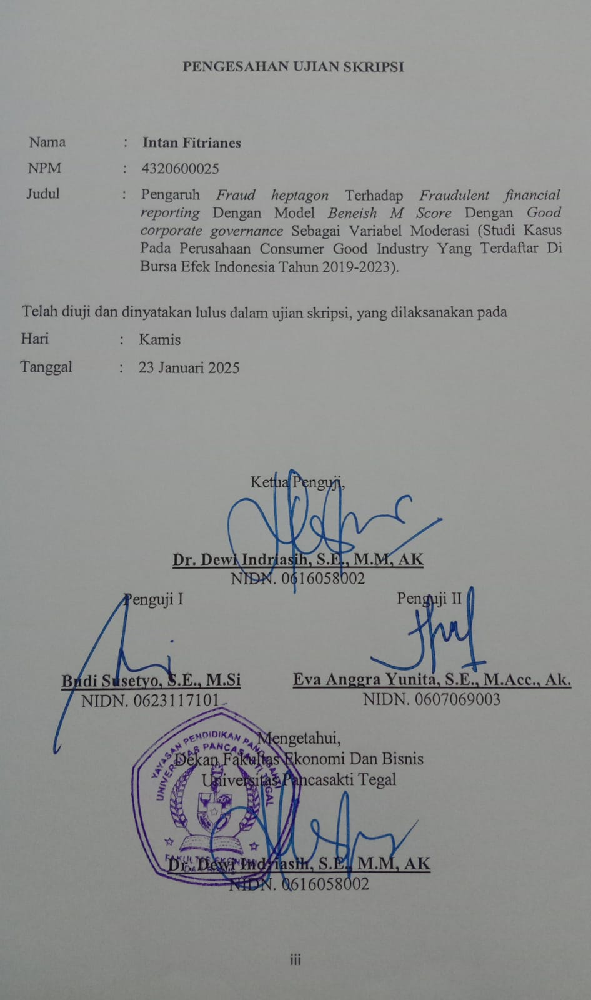 PENGESAHAN UJIAN SKRIPSI
Nama : Intan Fitrianes
NPM : 4320600025
Judul : Pengaruh Fraud heptagon Terhadap Fraudulent financial
reporting Dengan Model Beneish M Score Dengan Good
corporate governance Sebagai Variabel Moderasi (Studi Kasus
Pada Perusahaan Consumer Good Industry Yang Terdaftar Di
Bursa Efek Indonesia Tahun 2019-2023).
Telah diuji dan dinyatakan lulus dalam ujian skripsi, yang dilaksanakan pada
Hari : Kamis
Tanggal : 23 Januari 2025
Ketua Penguji,
Dr. Dewi Indriasih, S.E., M.M, AK
NIDN. 0616058002
Penguji I
Budi Susetyo, S.E., M.Si
NIDN. 0623117101
Penguji II
Eva Anggra Yunita, S.E., M.Acc., Ak.
NIDN. 0607069003
Mengetahui,
Dekan Fakultas Ekonomi Dan Bisnis
Universitas Pancasakti Tegal
YAYASAN PENDIDIKAN PANCASAKTI
UNIVERSITAS PANCASAKTI TEGAL
FAKULTAS EKONOMI
Dr. Dewi Indriasih, S.E., M.M, AK
NIDN. 0616058002
iii